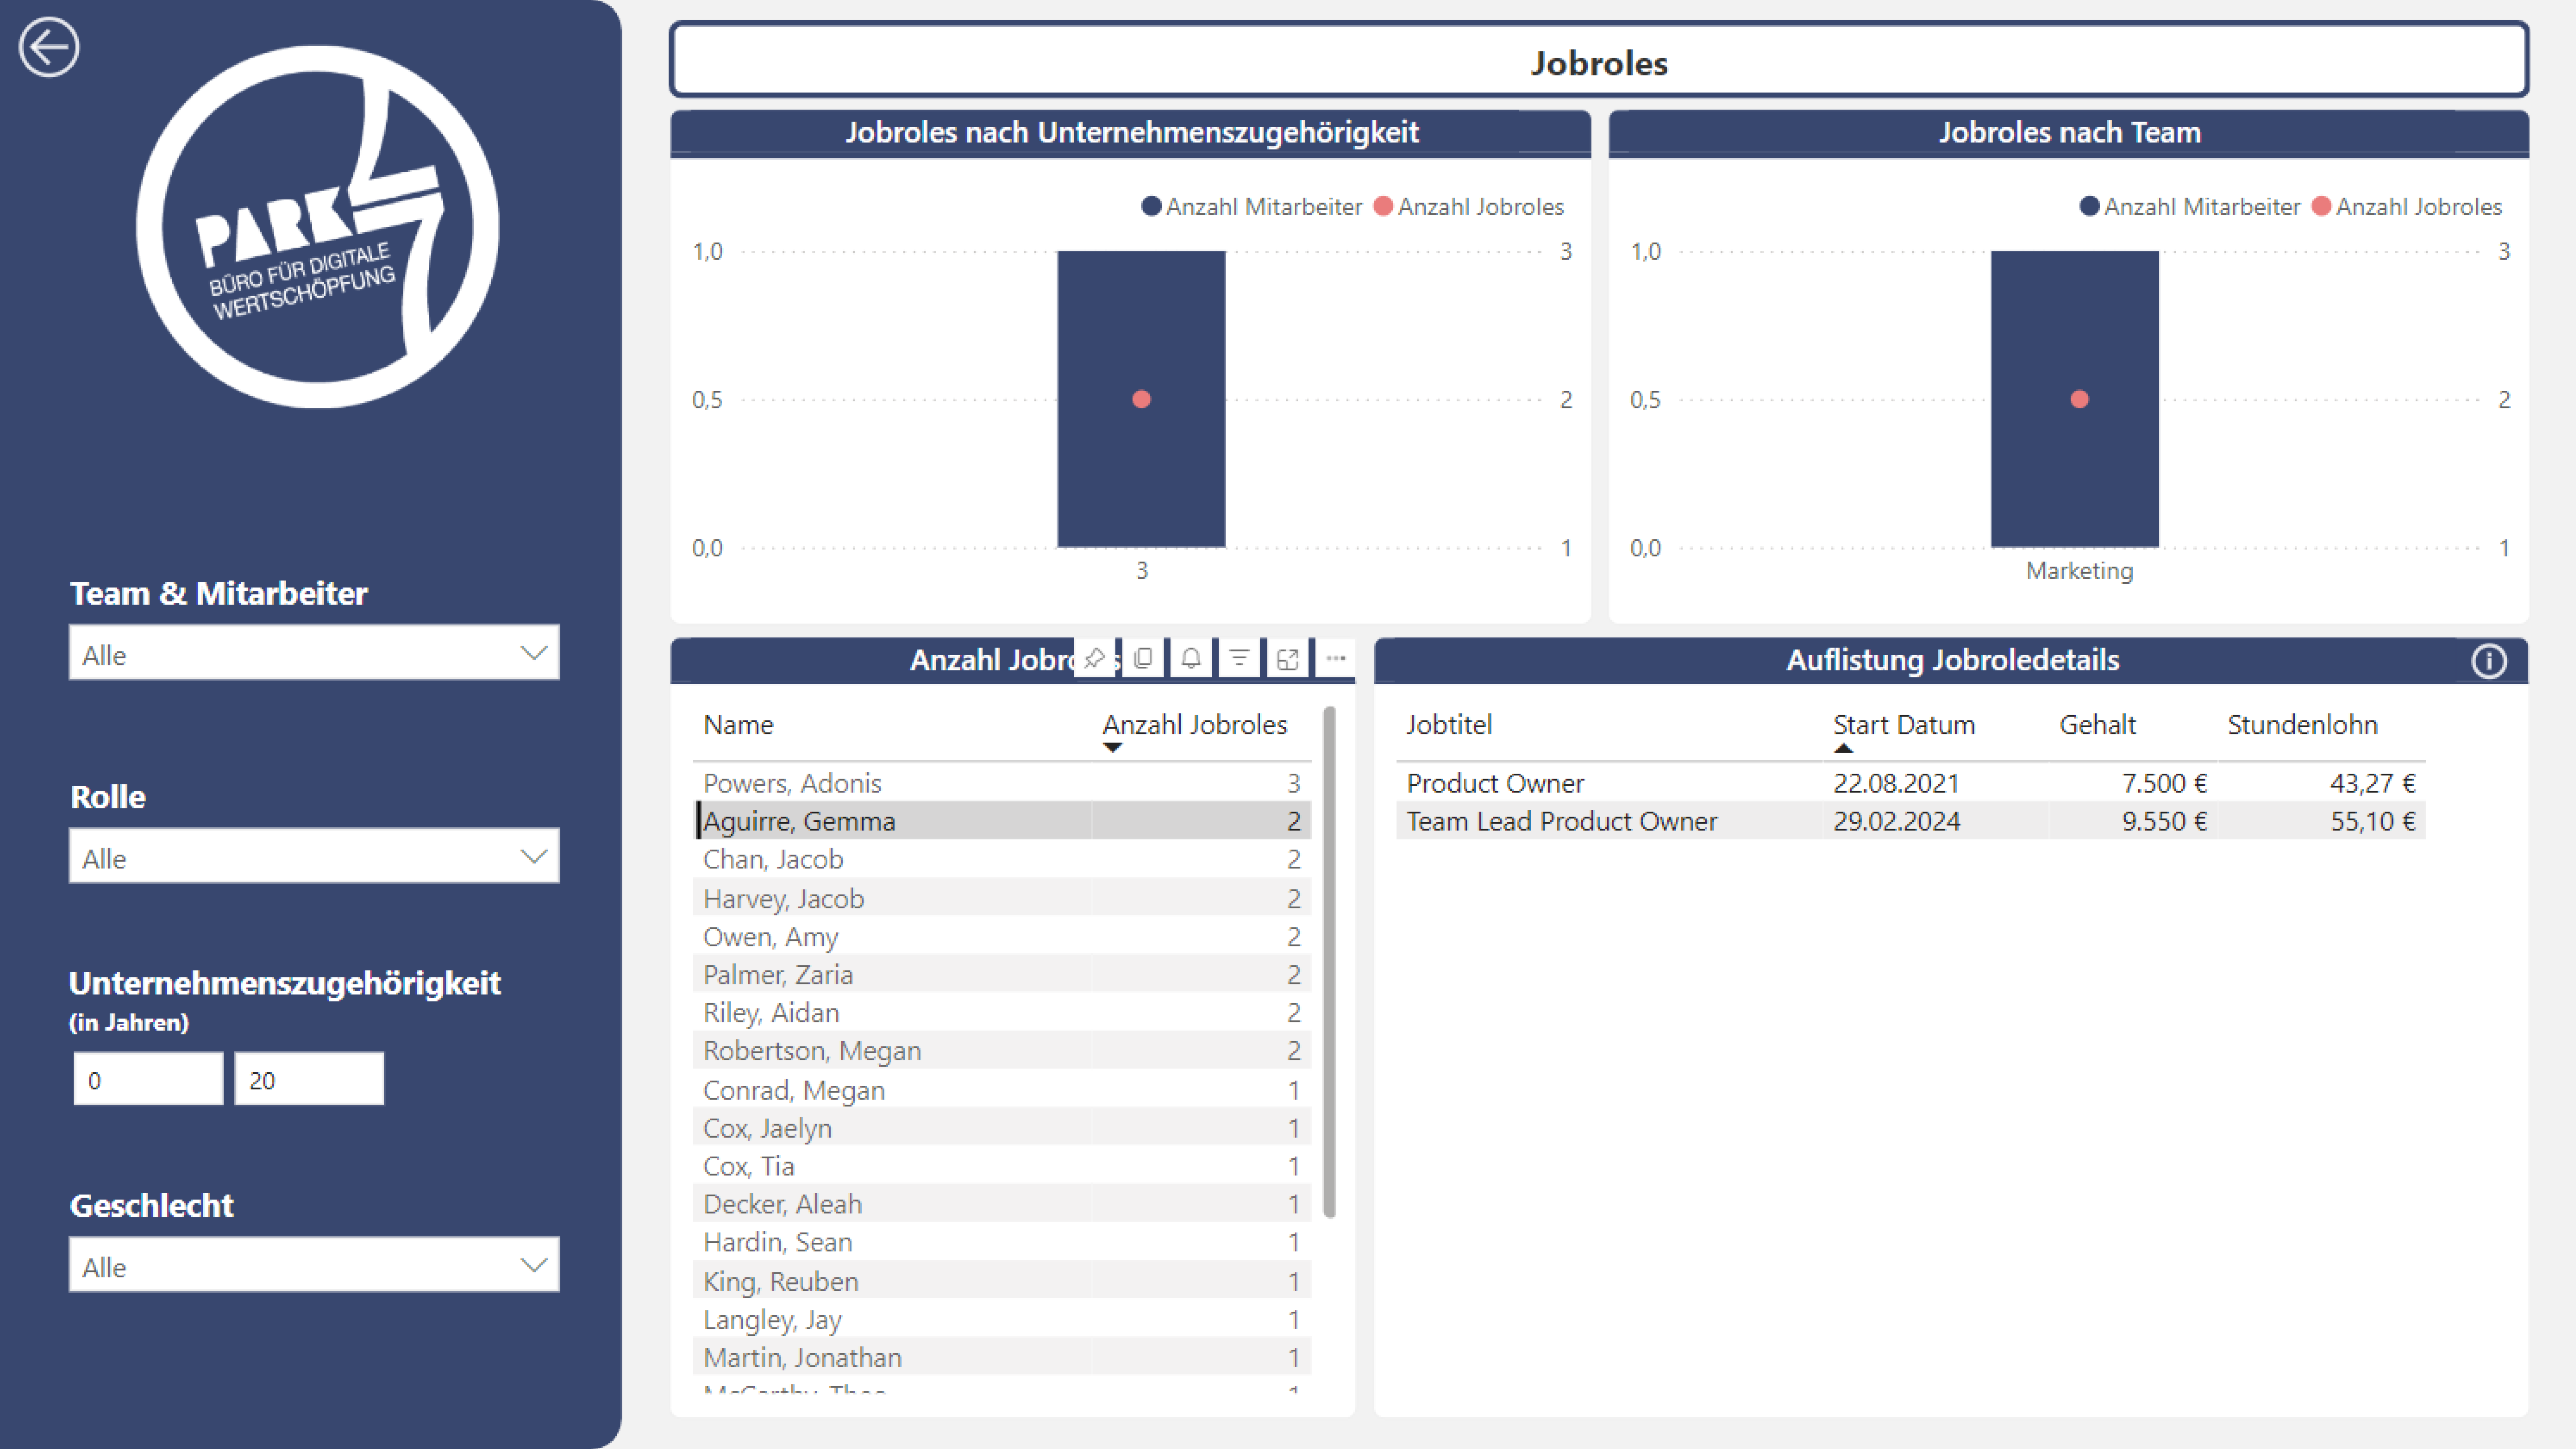 PARK
BÜRO FÜR DIGITALE
WERTSCHÖPFUNG
Team & Mitarbeiter
Alle
Rolle
Alle
Unternehmenszugehörigkeit
(in Jahren)
0 20
Geschlecht
Alle
Jobroles
Jobroles nach Unternehmenszugehörigkeit
Anzahl Mitarbeiter Anzahl Jobroles
1,0 3
0,5 2
0,0 1
3
Jobroles nach Team
Anzahl Mitarbeiter Anzahl Jobroles
1,0 3
0,5 2
0,0 1
Marketing
Anzahl
Name Anzahl Jobroles
Powers, Adonis 3
Aguirre, Gemma 2
Chan, Jacob 2
Harvey, Jacob 2
Owen, Amy 2
Palmer, Zaria 2
Riley, Aidan 2
Robertson, Megan 2
Conrad, Megan 1
Cox, Jaelyn 1
Cox, Tia 1
Decker, Aleah 1
Hardin, Sean 1
King, Reuben 1
Langley, Jay 1
Martin, Jonathan 1
Auflistung Jobroledetails
Jobtitel Start Datum Gehalt Stundenlohn
Product Owner 22.08.2021 7.500 € 43,27 €
Team Lead Product Owner 29.02.2024 9.550 € 55,10 €